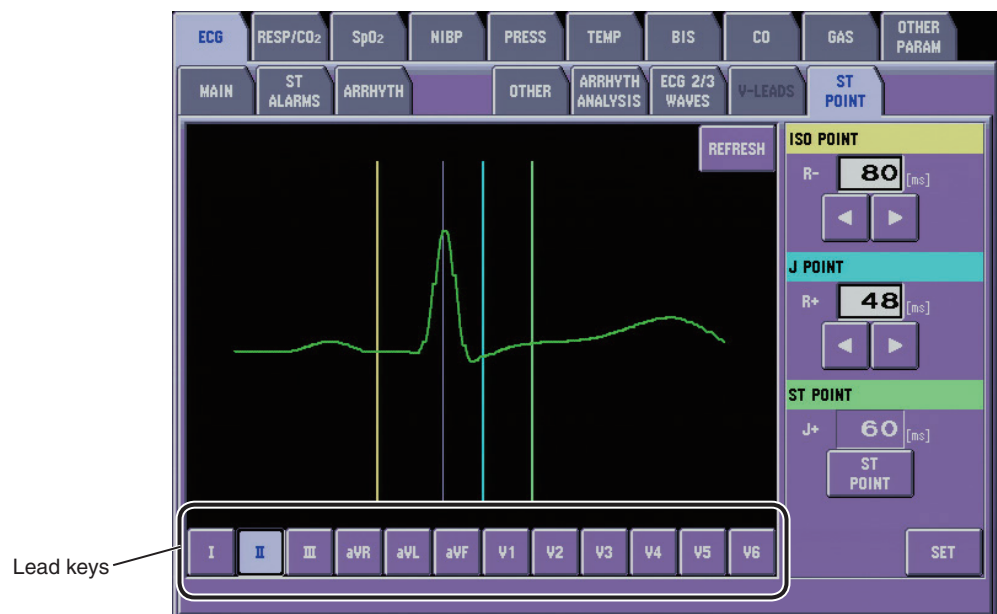 ECG RESP/CO₂ SpO₂ NIBP PRESS TEMP BIS CO GAS OTHER PARAM
MAIN ST ALARMS ARRHYTH OTHER ARRHYTH ANALYSIS ECG 2/3 WAVES V-LEADS ST POINT
REFRESH
ISO POINT
R- 80 [ms]
J POINT
R+ 48 [ms]
ST POINT
J+ 60 [ms]
ST POINT
I II III aVR aVL aVF V1 V2 V3 V4 V5 V6 SET
Lead keys